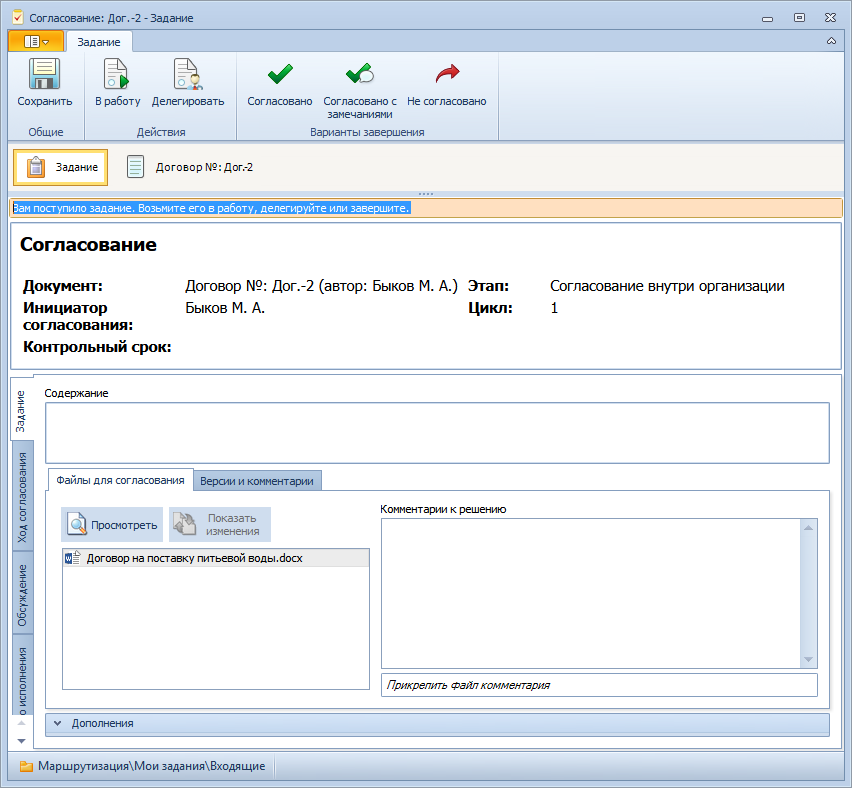 Согласование: Дог.-2 - Задание
Задание
Сохранить
В работу
Делегировать
Согласовано
Согласовано с
замечаниями
Не согласовано
Общие
Действия
Варианты завершения
Задание
Договор №: Дог.-2
Вам поступило задание. Возьмите его в работу, делегируйте или завершите.
Согласование
Документ: Договор №: Дог.-2 (автор: Быков М. А.) Этап: Согласование внутри организации
Инициатор согласования: Быков М. А. Цикл: 1
Контрольный срок:
Задание
Ход согласования
Обсуждение
о исполнения
Содержание
Файлы для согласования
Версии и комментарии
Просмотреть
Показать
изменения
Договор на поставку питьевой воды.docx
Комментарии к решению
Прикрепить файл комментария
Дополнения
Маршрутизация\Мои задания\Входящие